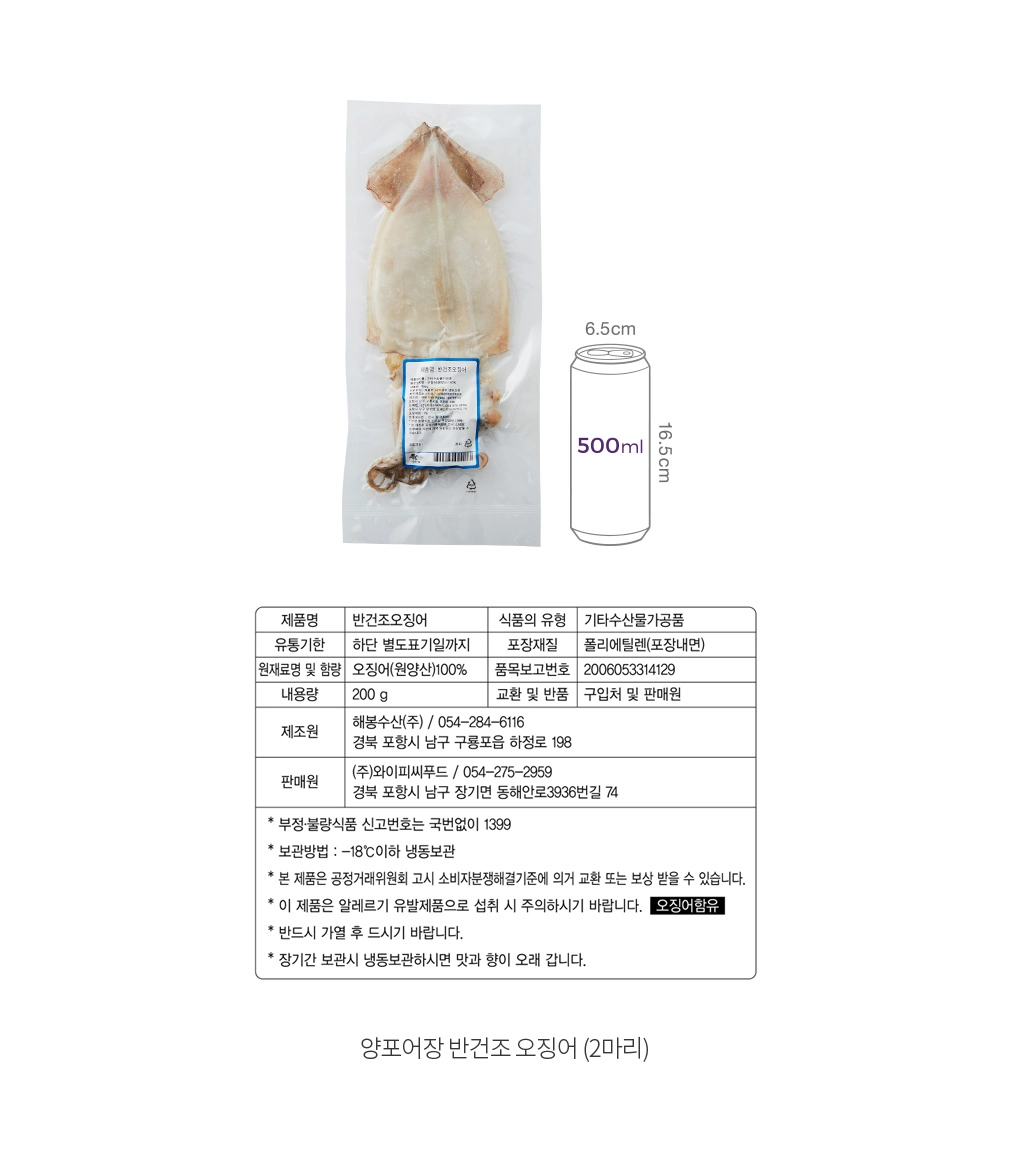 제품명: 반건조오징어
6.5cm
500ml
16.5cm
제품명 반건조오징어 식품의 유형 기타수산물가공품
유통기한 하단 별도표기일까지 포장재질 폴리에틸렌(포장내면)
원재료명 및 함량 오징어(원양산)100% 품목보고번호 2006053314129
내용량 200 g 교환 및 반품 구입처 및 판매원
제조원 해봉수산(주) / 054-284-6116
경북 포항시 남구 구룡포읍 하정로 198
판매원 (주)와이피씨푸드 / 054-275-2959
경북 포항시 남구 장기면 동해안로3936번길 74
* 부정·불량식품 신고번호는 국번없이 1399
* 보관방법 : -18℃이하 냉동보관
* 본 제품은 공정거래위원회 고시 소비자분쟁해결기준에 의거 교환 또는 보상 받을 수 있습니다.
* 이 제품은 알레르기 유발제품으로 섭취 시 주의하시기 바랍니다. 오징어함유
* 반드시 가열 후 드시기 바랍니다.
* 장기간 보관시 냉동보관하시면 맛과 향이 오래 갑니다.
양포어장 반건조 오징어 (2마리)